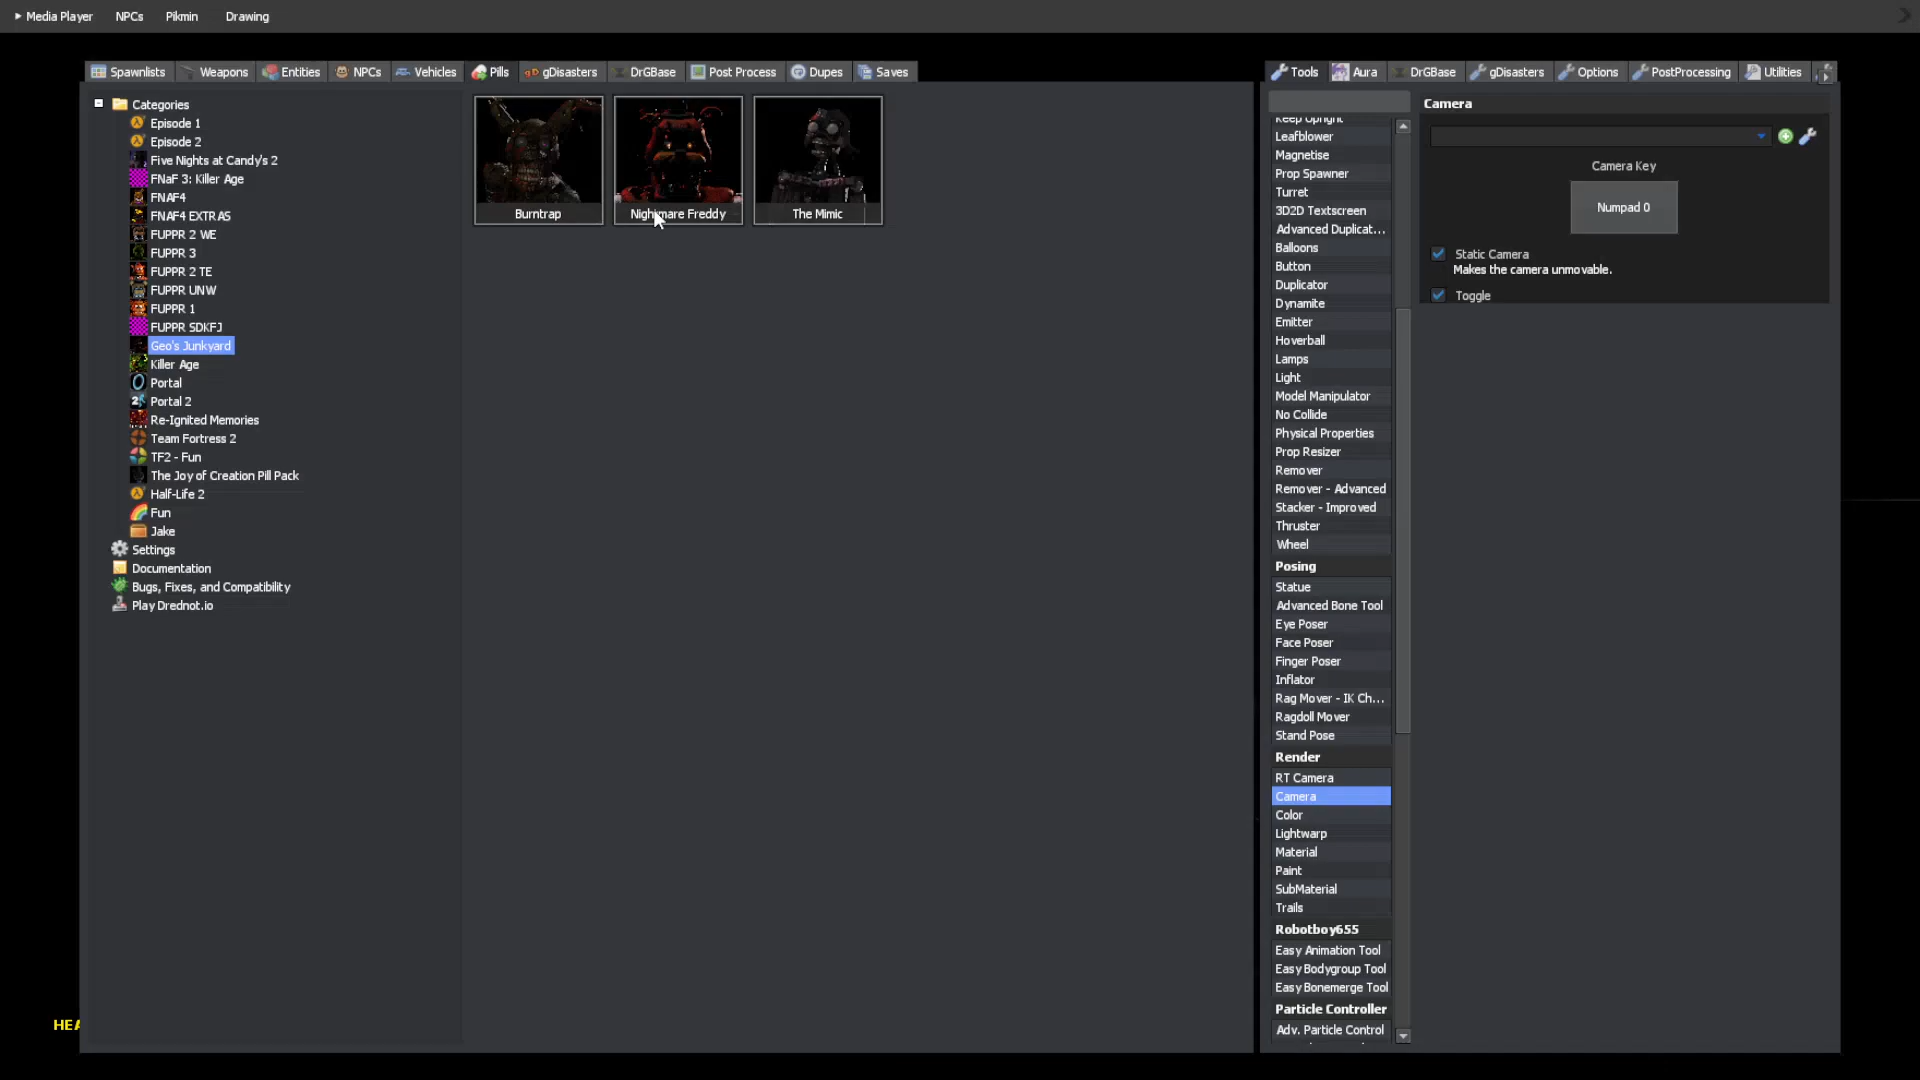 Media Player NPCs Pikmin Drawing
Spawnlists Weapons Entities NPCs Vehicles Pills gDisasters DrGBase Post Process Dupes Saves
Categories
Episode 1
Episode 2
Five Nights at Candy's 2
FNaF 3: Killer Age
FNAF4
FNAF4 EXTRAS
FUPPR 2 WE
FUPPR 3
FUPPR 2 TE
FUPPR UNW
FUPPR 1
FUPPR SDKFJ
Geo's Junkyard
Killer Age
Portal
Portal 2
Re-Ignited Memories
Team Fortress 2
TF2 - Fun
The Joy of Creation Pill Pack
Half-Life 2
Fun
Jake
Settings
Documentation
Bugs, Fixes, and Compatibility
Play Drednot.io
Burntrap Nightmare Freddy The Mimic
Tools Aura DrGBase gDisasters Options PostProcessing Utilities
Keep Upright
Leafblower
Magnetise
Prop Spawner
Turret
3D2D Textscreen
Advanced Duplicat...
Balloons
Button
Duplicator
Dynamite
Emitter
Hoverball
Lamps
Light
Model Manipulator
No Collide
Physical Properties
Prop Resizer
Remover
Remover - Advanced
Stacker - Improved
Thruster
Wheel
Posing
Statue
Advanced Bone Tool
Eye Poser
Face Poser
Finger Poser
Inflator
Rag Mover - IK Ch...
Ragdoll Mover
Stand Pose
Render
RT Camera
Camera
Color
Lightwarp
Material
Paint
SubMaterial
Trails
Robotboy655
Easy Animation Tool
Easy Bodygroup Tool
Easy Bonemerge Tool
Particle Controller
Adv. Particle Control
Camera
Camera Key
Numpad 0
Static Camera
Makes the camera unmovable.
Toggle
HEA